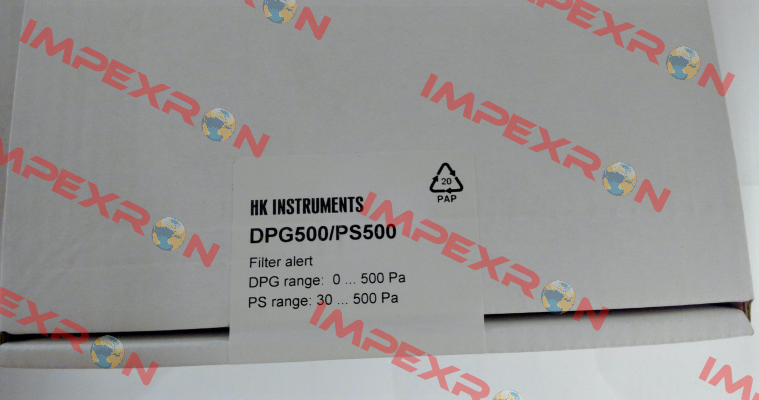 HK INSTRUMENTS
DPG500/PS500
Filter alert
DPG range: 0 ... 500 Pa
PS range: 30 ... 500 Pa
20
PAP
IMPEXRON
IMPEXRON
IMPEXRON
IMPEXRON
IMPEXRON
IMPEXRON